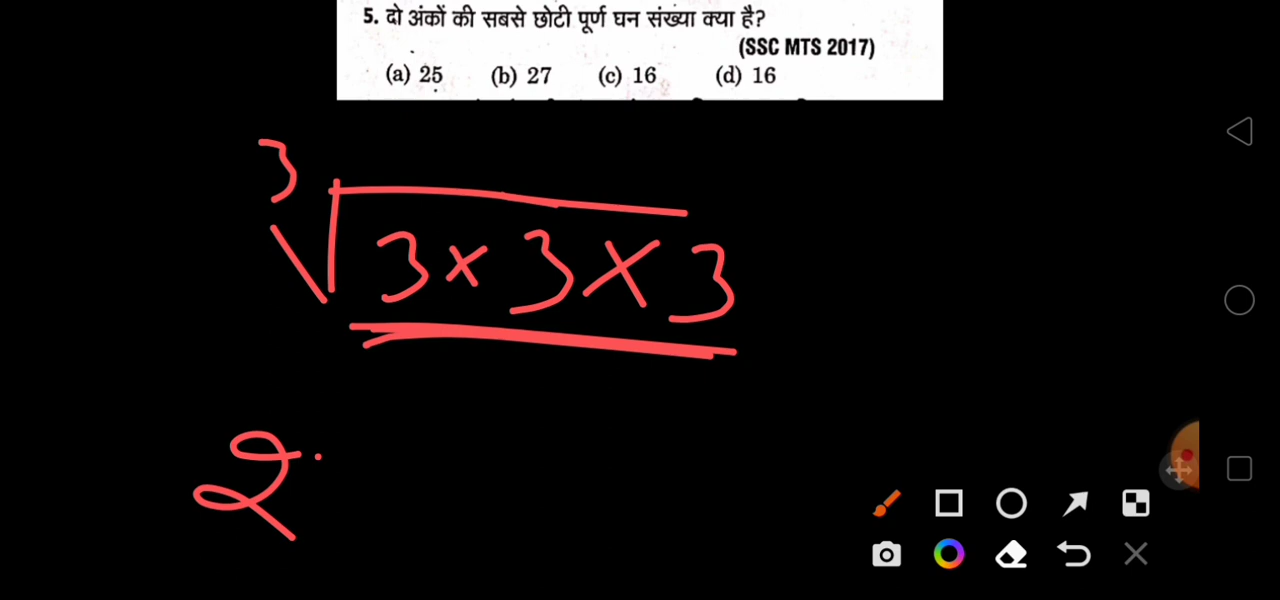 5. दो अंकों की सबसे छोटी पूर्ण घन संख्या क्या है?
(SSC MTS 2017)
(a) 25 (b) 27 (c) 16 (d) 16
3
√3×3×3
2